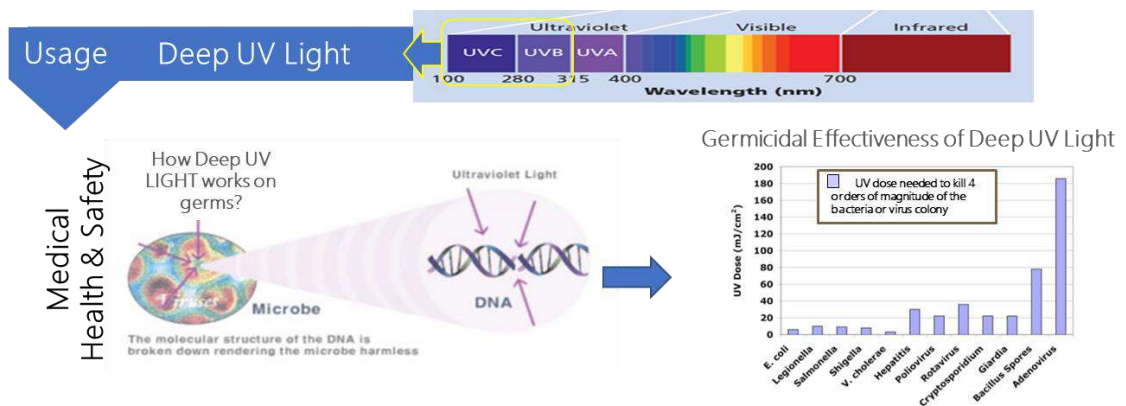 Usage
Deep UV Light
Ultraviolet
Visible
Infrared
UVC
UVB
UVA
100
280
315
400
700
Wavelength (nm)
Medical
Health & Safety
How Deep UV
LIGHT works on
germs?
Viruses
Microbe
Ultraviolet Light
DNA
The molecular structure of the DNA is
broken down rendering the microbe harmless
Germicidal Effectiveness of Deep UV Light
UV dose needed to kill 4
orders of magnitude of the
bacteria or virus colony
UV Dose (mJ/cm²)
200
180
160
140
120
100
80
60
40
20
0
E. coli
Legionella
Salmonella
Shigella
V. cholerae
Hepatitis
Poliovirus
Rotavirus
Cryptosporidium
Giardia
Bacillus Spores
Adenovirus